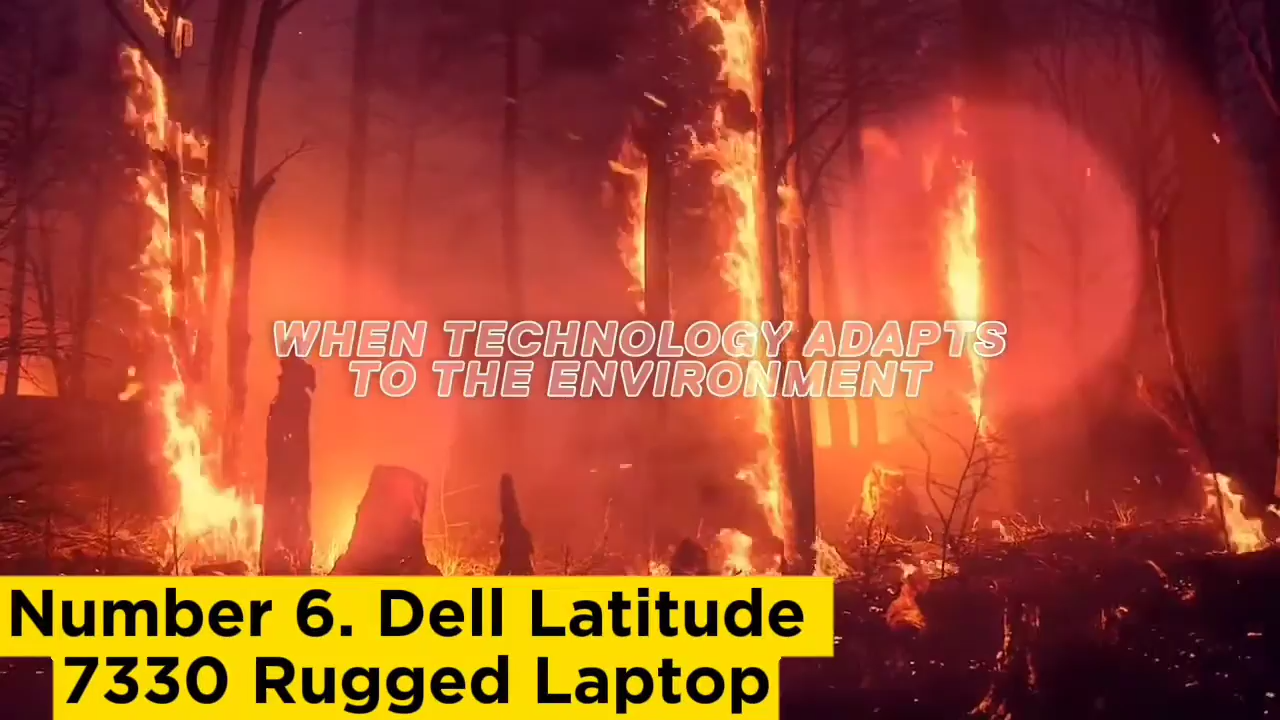 WHEN TECHNOLOGY ADAPTS
TO THE ENVIRONMENT
Number 6. Dell Latitude
7330 Rugged Laptop